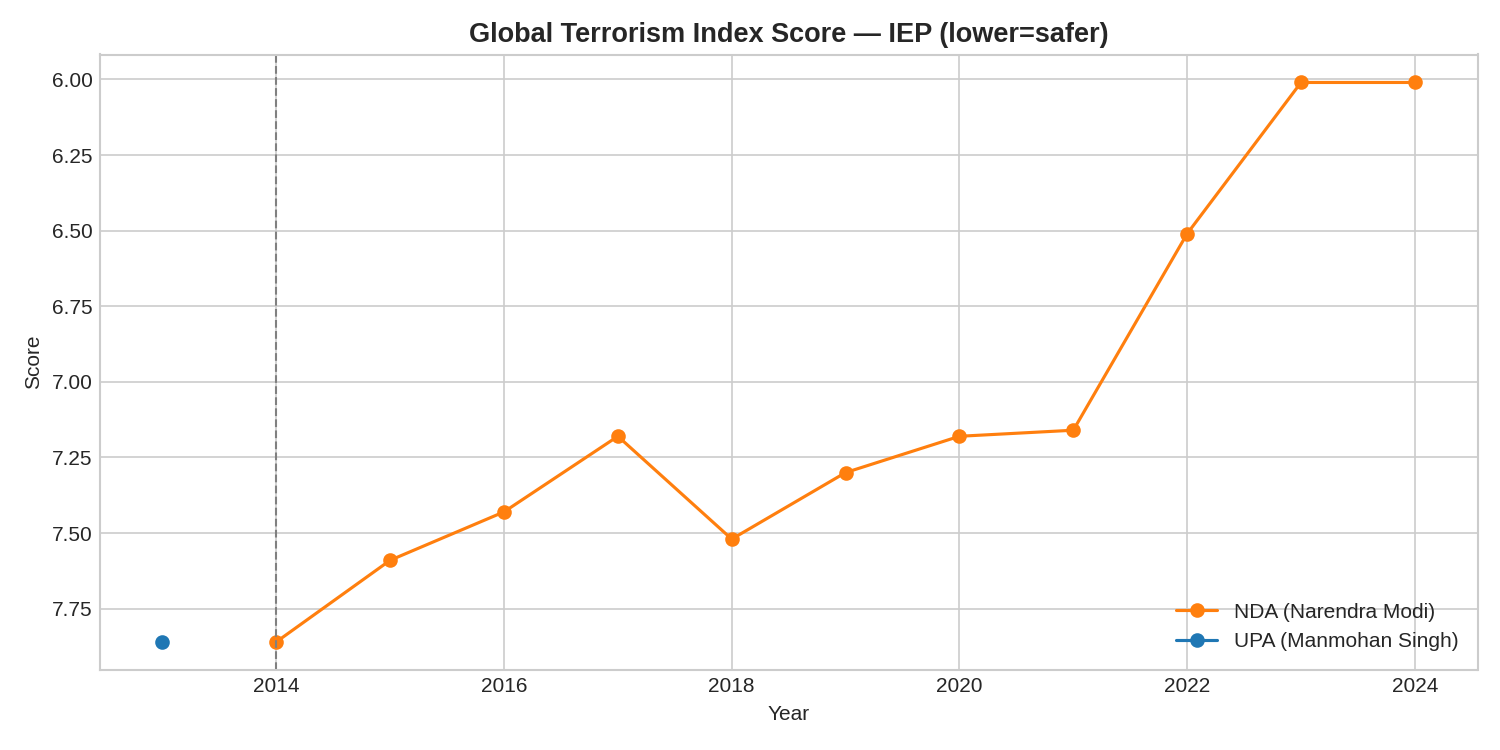 Global Terrorism Index Score — IEP (lower=safer)
6.00
6.25
6.50
6.75
7.00
7.25
7.50
7.75
Score
NDA (Narendra Modi)
UPA (Manmohan Singh)
2014 2016 2018 2020 2022 2024
Year